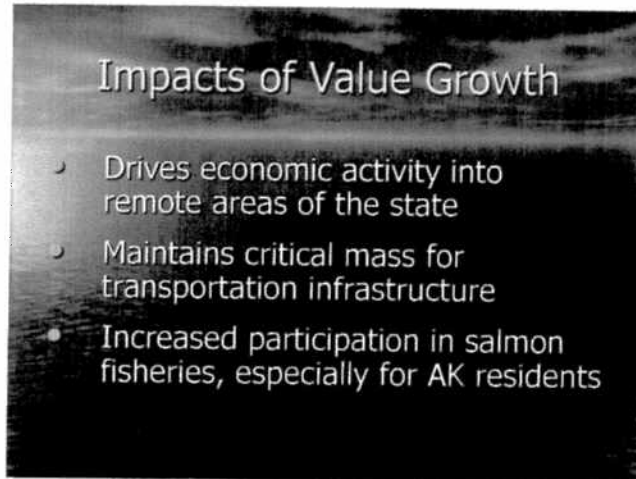 Impacts of Value Growth
Drives economic activity into
remote areas of the state
Maintains critical mass for
transportation infrastructure
Increased participation in salmon
fisheries, especially for AK residents